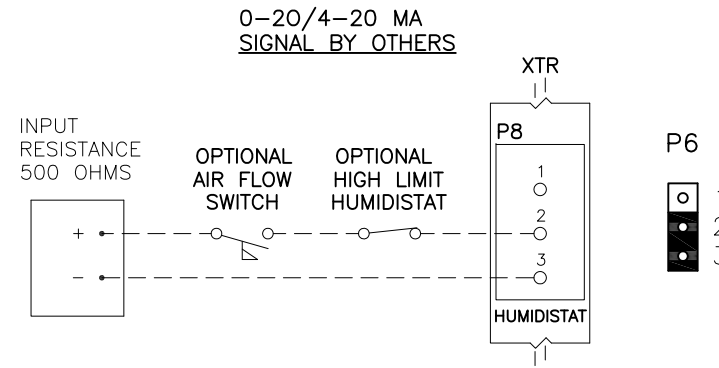 0-20/4-20 MA
SIGNAL BY OTHERS
XTR
INPUT
RESISTANCE
500 OHMS
OPTIONAL
AIR FLOW
SWITCH
OPTIONAL
HIGH LIMIT
HUMIDISTAT
P8
1
2
3
HUMIDISTAT
+
-
P6
2